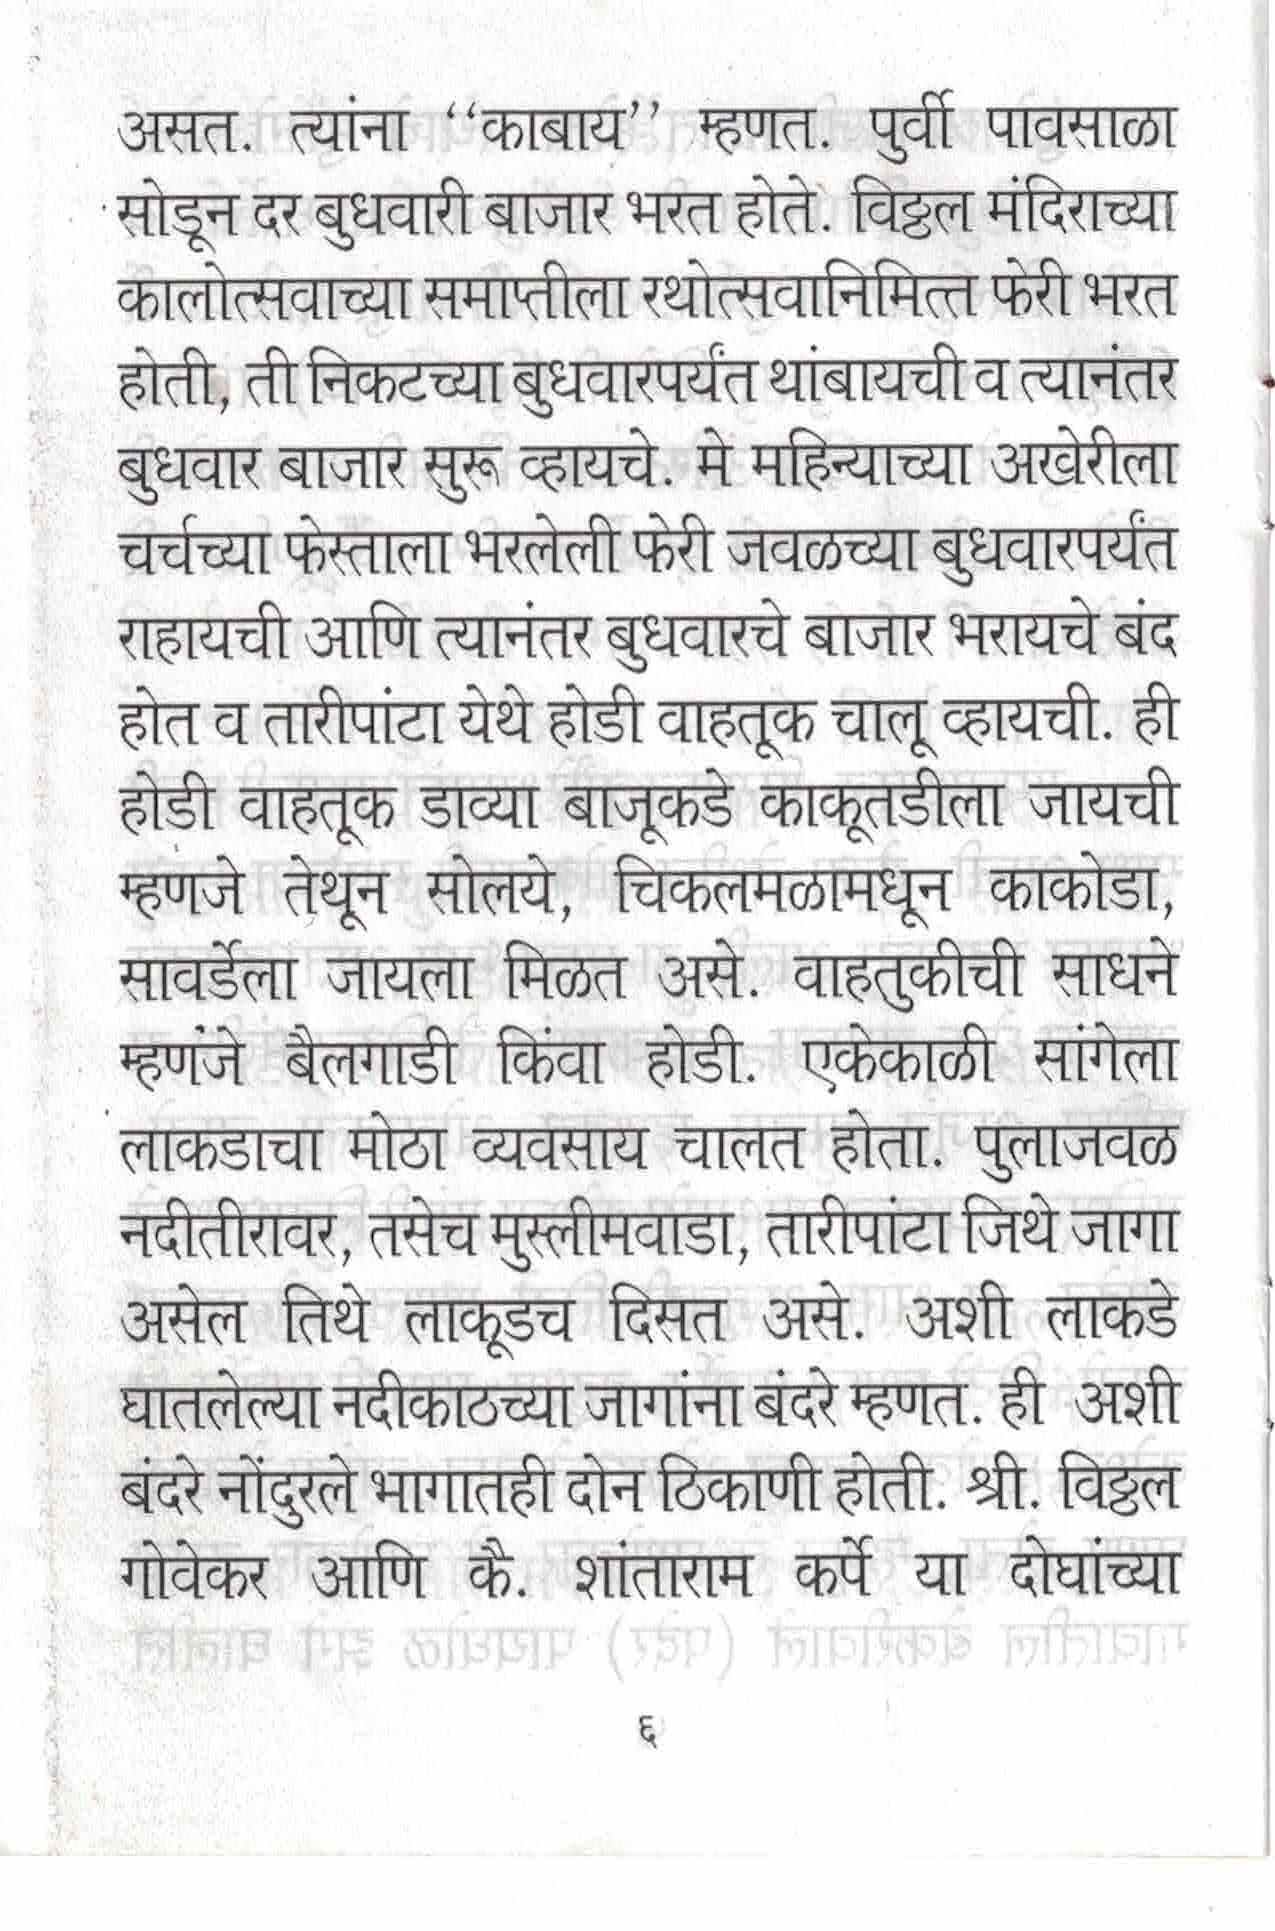 असत. त्यांना “काबाय” म्हणत. पुर्वी पावसाळा
सोडून दर बुधवारी बाजार भरत होते. विठ्ठल मंदिराच्या
कालोत्सवाच्या समाप्तीला रथोत्सवानिमित्त फेरी भरत
होती, ती निकटच्या बुधवारपर्यंत थांबायची व त्यानंतर
बुधवार बाजार सुरू व्हायचे. मे महिन्याच्या अखेरीला
चर्चच्या फेस्ताला भरलेली फेरी जवळच्या बुधवारपर्यंत
राहायची आणि त्यानंतर बुधवारचे बाजार भरायचे बंद
होत व तारीपांटा येथे होडी वाहतूक चालू व्हायची. ही
होडी वाहतूक डाव्या बाजूकडे काकूतडीला जायची
म्हणजे तेथून सोलये, चिकलमळामधून काकोडा,
सावर्डेला जायला मिळत असे. वाहतुकीची साधने
म्हणंजे बैलगाडी किंवा होडी. एकेकाळी सांगेला
लाकडाचा मोठा व्यवसाय चालत होता. पुलाजवळ
नदीतीरावर, तसेच मुस्लीमवाडा, तारीपांटा जिथे जागा
असेल तिथे लाकूडच दिसत असे. अशी लाकडे
घातलेल्या नदीकाठच्या जागांना बंदरे म्हणत. ही अशी
बंदरे नोंदुरले भागातही दोन ठिकाणी होती. श्री. विठ्ठल
गोवेकर आणि कै. शांताराम कर्पे या दोघांच्या
६